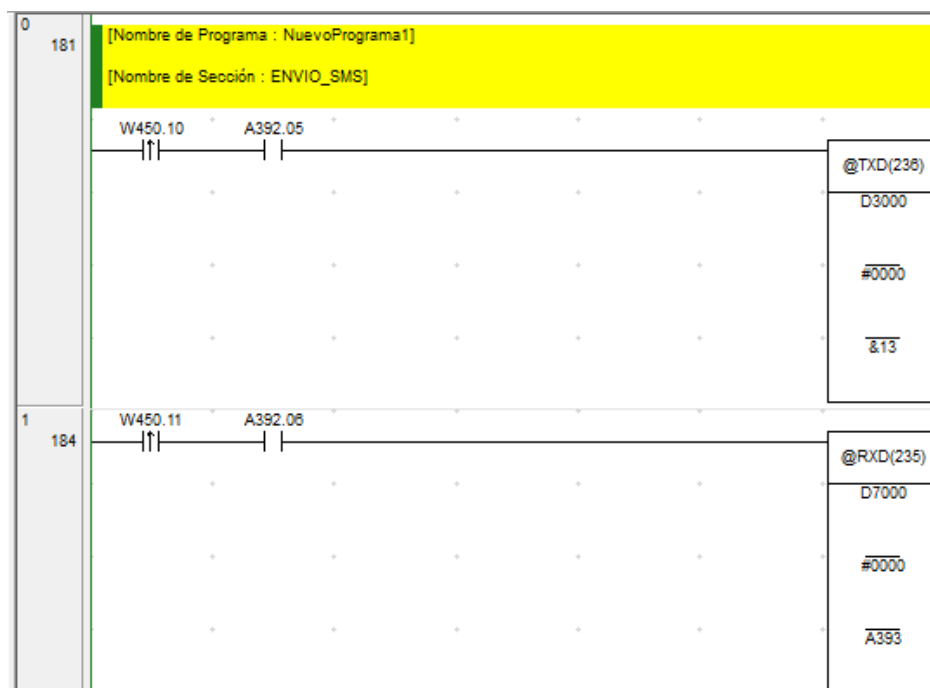 0
181
[Nombre de Programa : NuevoPrograma1]
[Nombre de Sección : ENVIO_SMS]
W450.10 A392.05
@TXD(236)
D3000
#0000
&13
1
184
W450.11 A392.06
@RXD(235)
D7000
#0000
A393